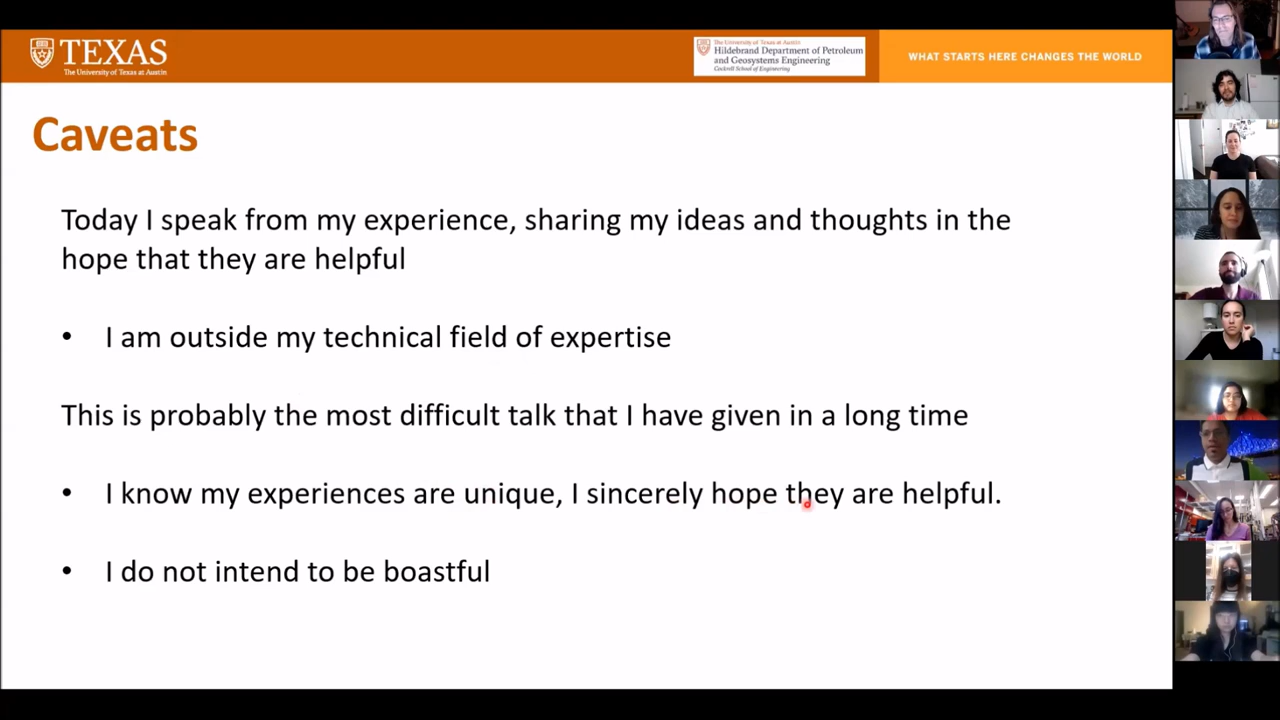 TEXAS
The University of Texas at Austin
The University of Texas at Austin
Hildebrand Department of Petroleum
and Geosystems Engineering
Cockrell School of Engineering
WHAT STARTS HERE CHANGES THE WORLD
Caveats
Today I speak from my experience, sharing my ideas and thoughts in the
hope that they are helpful
• I am outside my technical field of expertise
This is probably the most difficult talk that I have given in a long time
• I know my experiences are unique, I sincerely hope they are helpful.
• I do not intend to be boastful